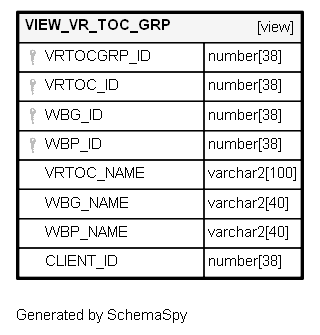 VIEW_VR_TOC_GRP [view]
VRTOCGRP_ID number[38]
VRTOC_ID number[38]
WBG_ID number[38]
WBP_ID number[38]
VRTOC_NAME varchar2[100]
WBG_NAME varchar2[40]
WBP_NAME varchar2[40]
CLIENT_ID number[38]
Generated by SchemaSpy